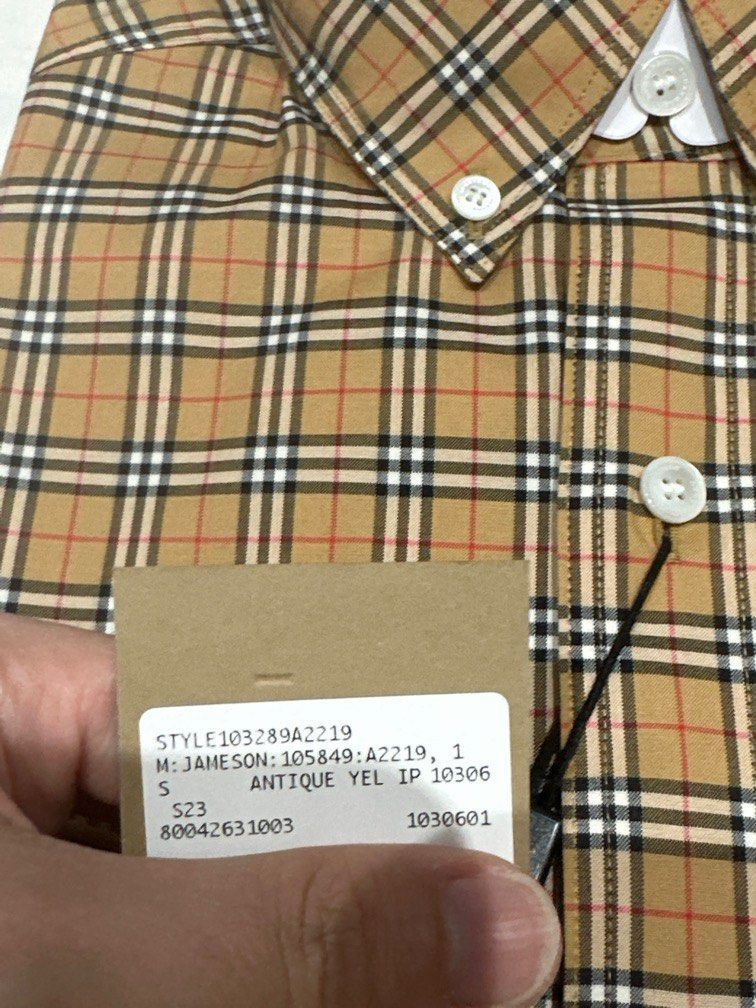 STYLE103289A2219
M:JAMESON:105849:A2219, 1
S ANTIQUE YEL IP 10306
S23
80042631003 1030601